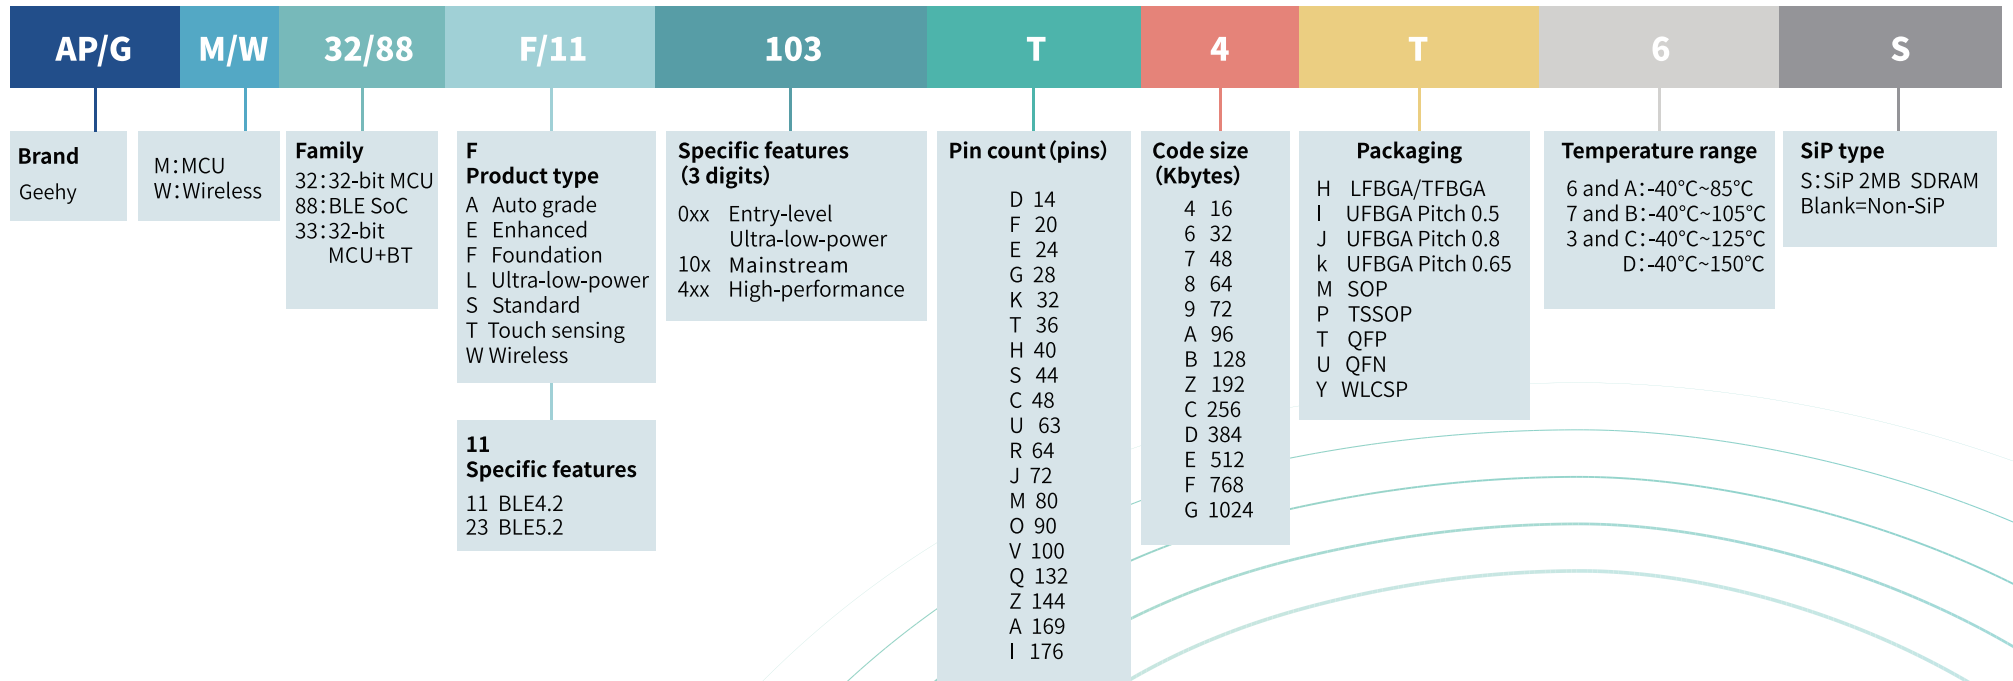 AP/G M/W 32/88 F/11 103 T 4 T 6 S
Brand
Geehy
M:MCU
W:Wireless
Family
32:32-bit MCU
88:BLE SoC
33:32-bit
MCU+BT
F
Product type
A Auto grade
E Enhanced
F Foundation
L Ultra-low-power
S Standard
T Touch sensing
W Wireless
11
Specific features
11 BLE4.2
23 BLE5.2
Specific features
(3 digits)
0xx Entry-level
Ultra-low-power
10x Mainstream
4xx High-performance
Pin count(pins)
D 14
F 20
E 24
G 28
K 32
T 36
H 40
S 44
C 48
U 63
R 64
J 72
M 80
O 90
V 100
Q 132
Z 144
A 169
I 176
Code size
(Kbytes)
4 16
6 32
7 48
8 64
9 72
A 96
B 128
Z 192
C 256
D 384
E 512
F 768
G 1024
Packaging
H LFBGA/TFBGA
I UFBGA Pitch 0.5
J UFBGA Pitch 0.8
k UFBGA Pitch 0.65
M SOP
P TSSOP
T QFP
U QFN
Y WLCSP
Temperature range
6 and A:-40°C~85°C
7 and B:-40°C~105°C
3 and C:-40°C~125°C
D:-40°C~150°C
SiP type
S:SiP 2MB SDRAM
Blank=Non-SiP